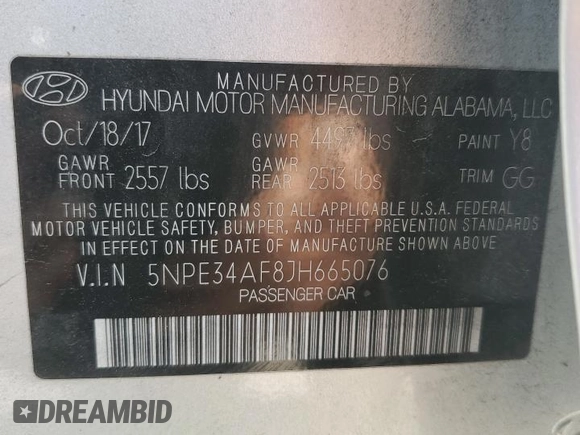 MANUFACTURED BY
HYUNDAI MOTOR MANUFACTURING ALABAMA, LLC
Oct/18/17 GVWR 4497 lbs PAINT Y8
GAWR FRONT 2557 lbs GAWR REAR 2513 lbs TRIM GG
THIS VEHICLE CONFORMS TO ALL APPLICABLE U.S.A. FEDERAL
MOTOR VEHICLE SAFETY, BUMPER, AND THEFT PREVENTION STANDARDS
IN EFFECT ON THE DATE OF MANUFACTURE SHOWN ABOVE.
V.I.N 5NPE34AF8JH665076
PASSENGER CAR
DREAMBID